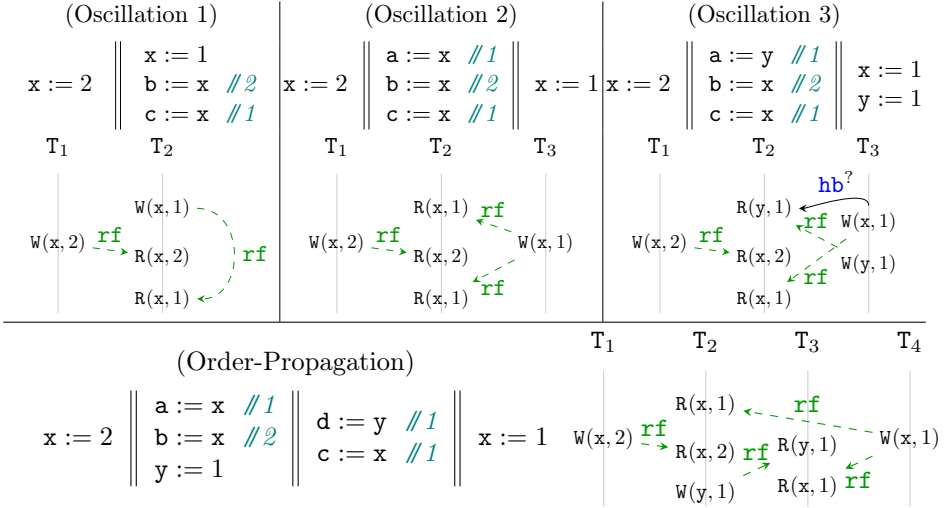 (Oscillation 1)
x := 2 || x := 1
b := x // 2
c := x // 1
T₁ T₂
W(x, 1)
W(x, 2) rf R(x, 2) rf
R(x, 1)
(Oscillation 2)
x := 2 || a := x // 1 || x := 1
b := x // 2
c := x // 1
T₁ T₂ T₃
R(x, 1) rf
W(x, 2) rf R(x, 2) W(x, 1)
R(x, 1) rf
(Oscillation 3)
x := 2 || a := y // 1 || x := 1
b := x // 2 y := 1
c := x // 1
T₁ T₂ T₃
hb?
R(y, 1) rf W(x, 1)
W(x, 2) rf R(x, 2) W(y, 1)
R(x, 1) rf
(Order-Propagation)
x := 2 || a := x // 1 || d := y // 1 || x := 1
b := x // 2 c := x // 1
y := 1
T₁ T₂ T₃ T₄
R(x, 1) rf
W(x, 2) rf R(x, 2) rf R(y, 1) W(x, 1)
W(y, 1) R(x, 1) rf